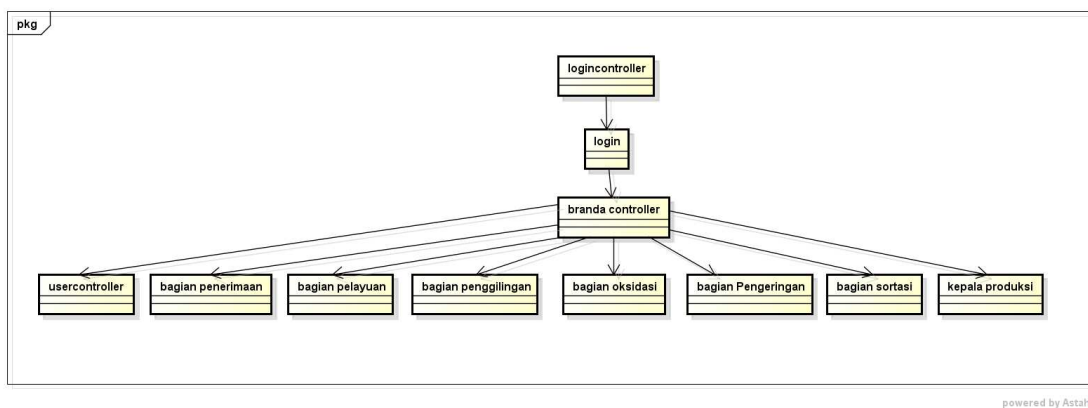 pkg
logincontroller
login
branda controller
usercontroller
bagian penerimaan
bagian pelayuan
bagian penggilingan
bagian oksidasi
bagian Pengeringan
bagian sortasi
kepala produksi
powered by Astah